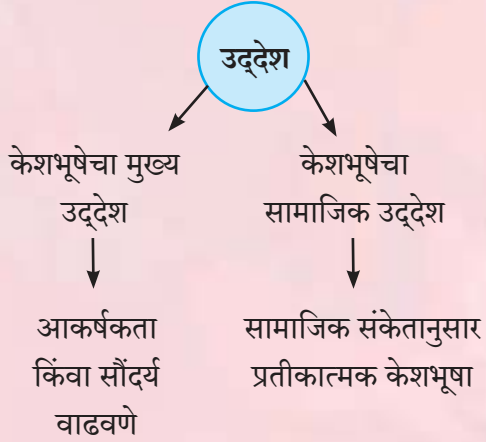 उद्देश
केशभूषेचा मुख्य
उद्देश
केशभूषेचा
सामाजिक उद्देश
आकर्षकता
किंवा सौंदर्य
वाढवणे
सामाजिक संकेतानुसार
प्रतीकात्मक केशभूषा